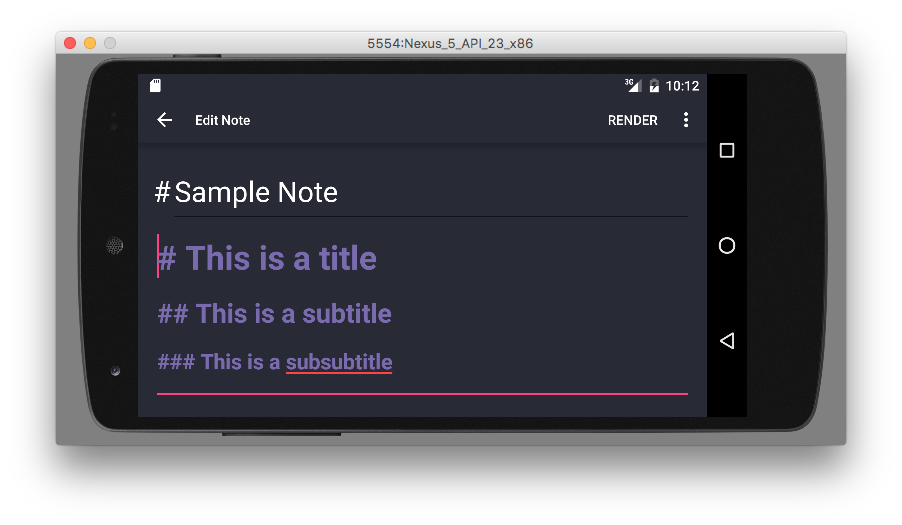 5554:Nexus_5_API_23_x86
3G 10:12
Edit Note RENDER
# Sample Note
# This is a title
## This is a subtitle
### This is a subsubtitle